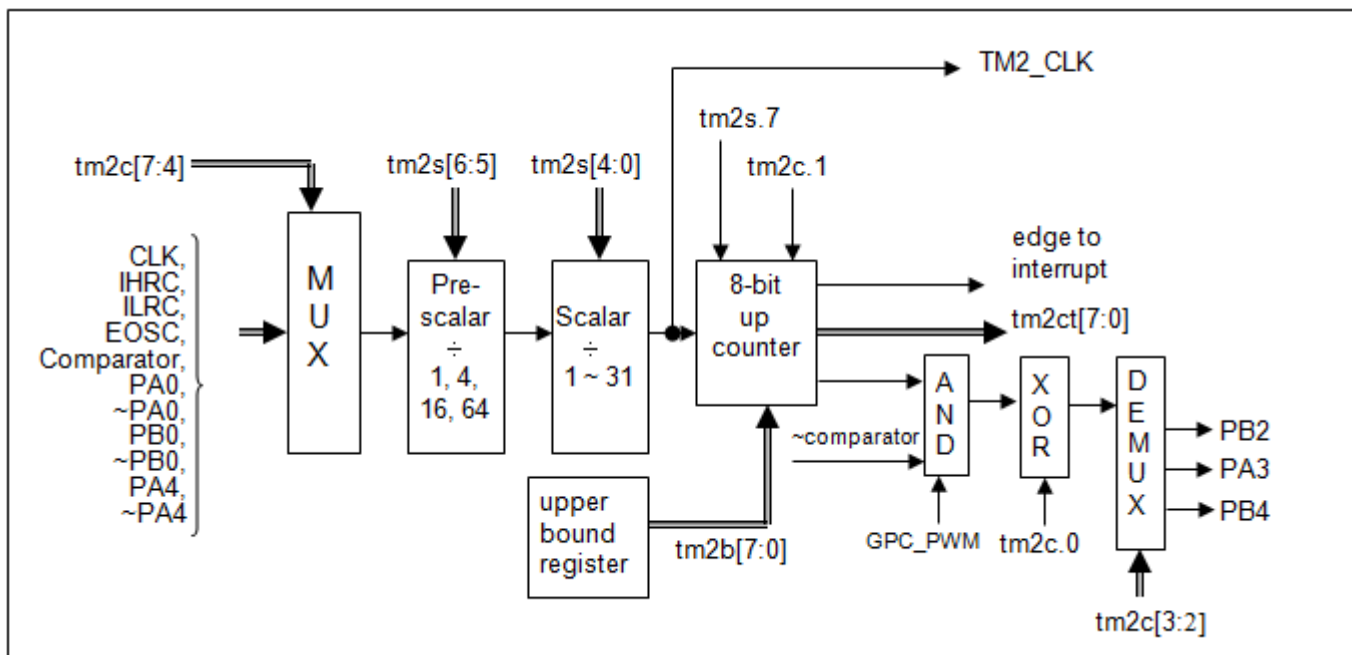 TM2_CLK
tm2s.7
tm2c[7:4]
tm2s[6:5]
tm2s[4:0]
tm2c.1
CLK,
IHRC,
ILRC,
EOSC,
Comparator,
PA0,
~PA0,
PB0,
~PB0,
PA4,
~PA4
M
U
X
Pre-
scalar
÷
1, 4,
16, 64
Scalar
÷
1 ~ 31
8-bit
up
counter
edge to
interrupt
tm2ct[7:0]
upper
bound
register
tm2b[7:0]
~comparator
A
N
D
GPC_PWM
X
O
R
tm2c.0
D
E
M
U
X
PB2
PA3
PB4
tm2c[3:2]